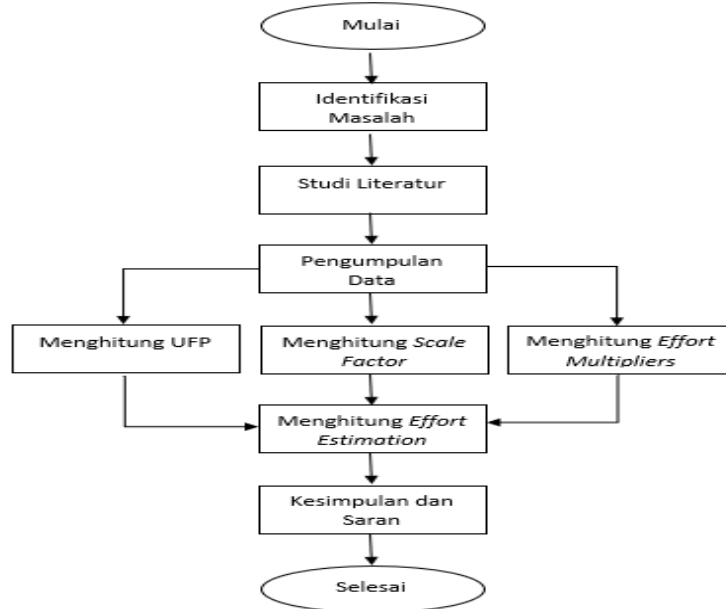 Mulai
Identifikasi
Masalah
Studi Literatur
Pengumpulan
Data
Menghitung UFP
Menghitung Scale
Factor
Menghitung Effort
Multipliers
Menghitung Effort
Estimation
Kesimpulan dan
Saran
Selesai